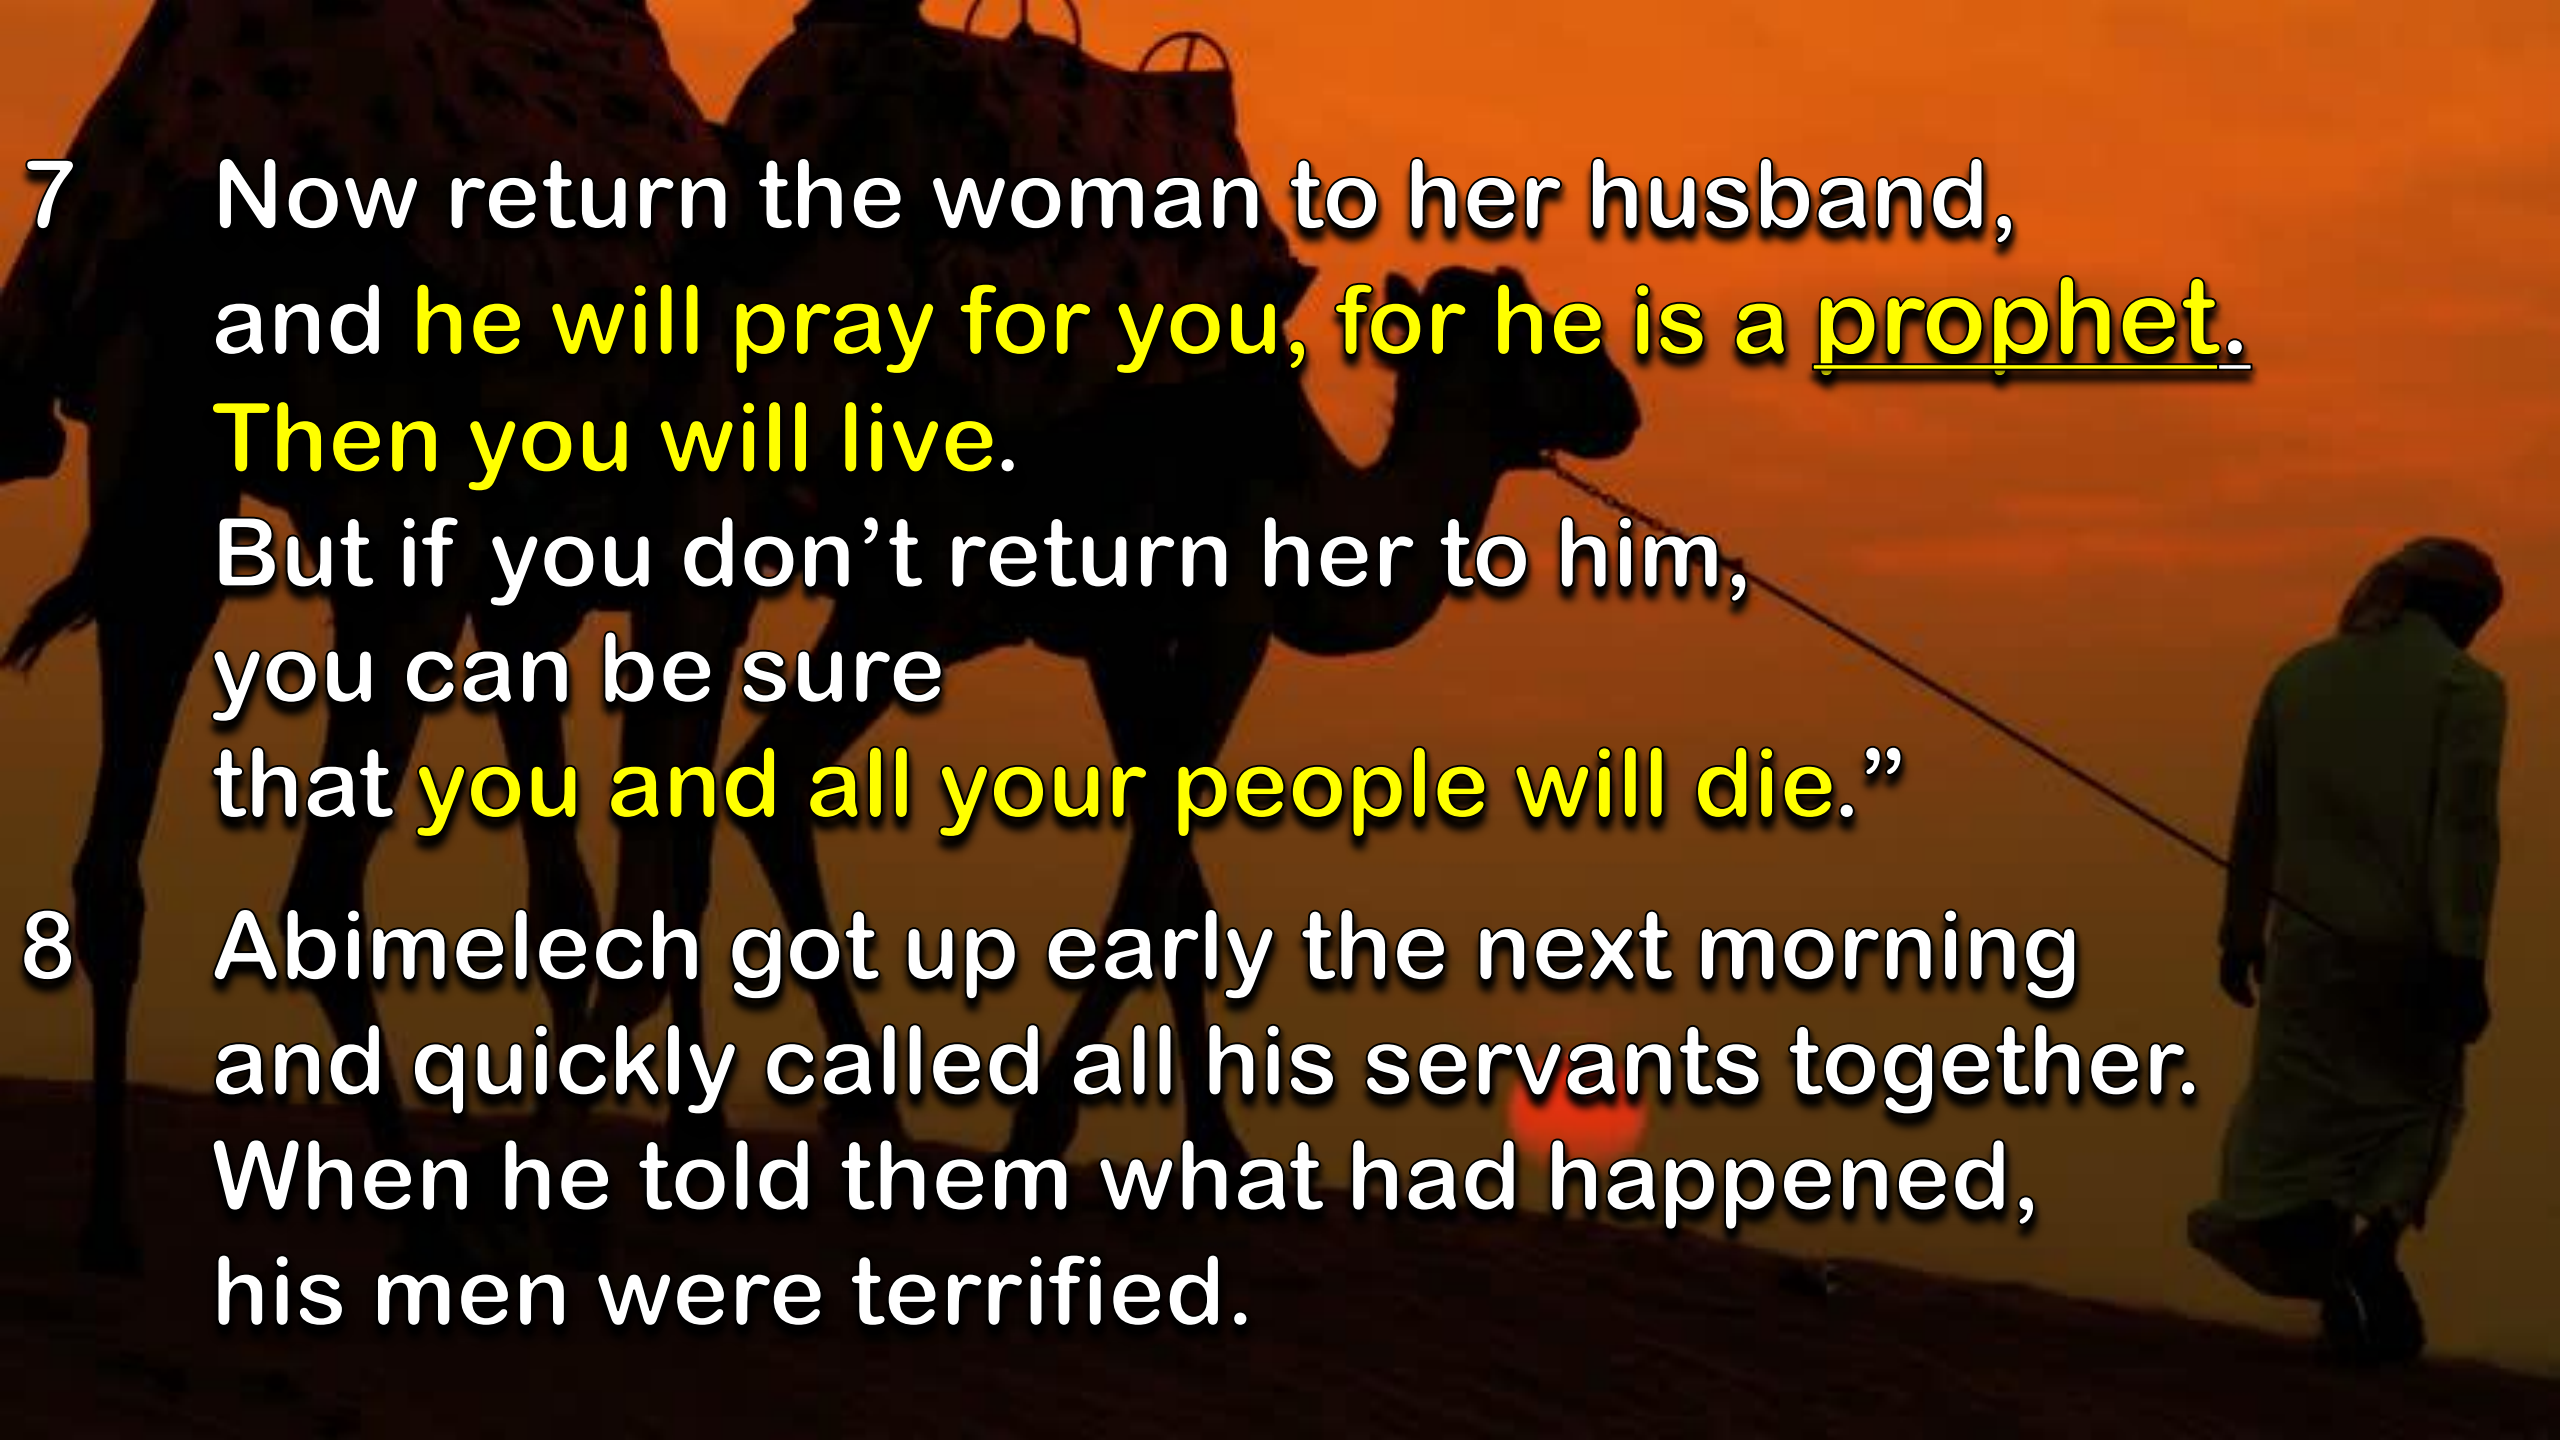 7 Now return the woman to her husband,
and he will pray for you, for he is a prophet.
Then you will live.
But if you don’t return her to him,
you can be sure
that you and all your people will die.”
8 Abimelech got up early the next morning
and quickly called all his servants together.
When he told them what had happened,
his men were terrified.